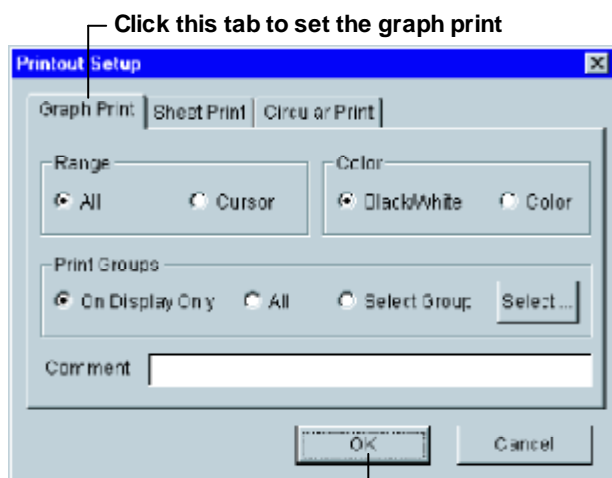 Click this tab to set the graph print
Printout Setup
Graph Print Sheet Print Circular Print
Range
All Cursor
Color
Black/White Color
Print Groups
On Display Only All Select Group Select ...
Comment
OK Cancel